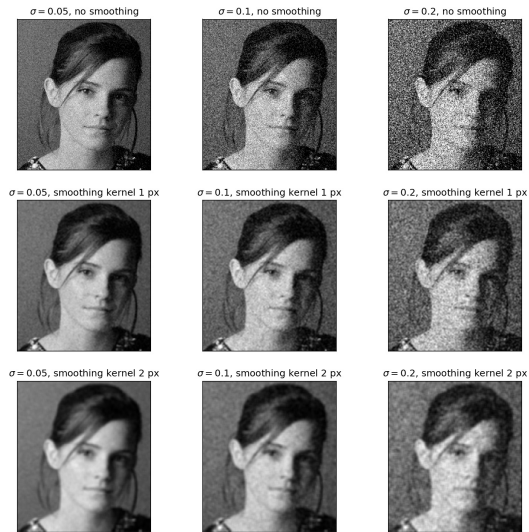 σ = 0.05, no smoothing
σ = 0.1, no smoothing
σ = 0.2, no smoothing
σ = 0.05, smoothing kernel 1 px
σ = 0.1, smoothing kernel 1 px
σ = 0.2, smoothing kernel 1 px
σ = 0.05, smoothing kernel 2 px
σ = 0.1, smoothing kernel 2 px
σ = 0.2, smoothing kernel 2 px